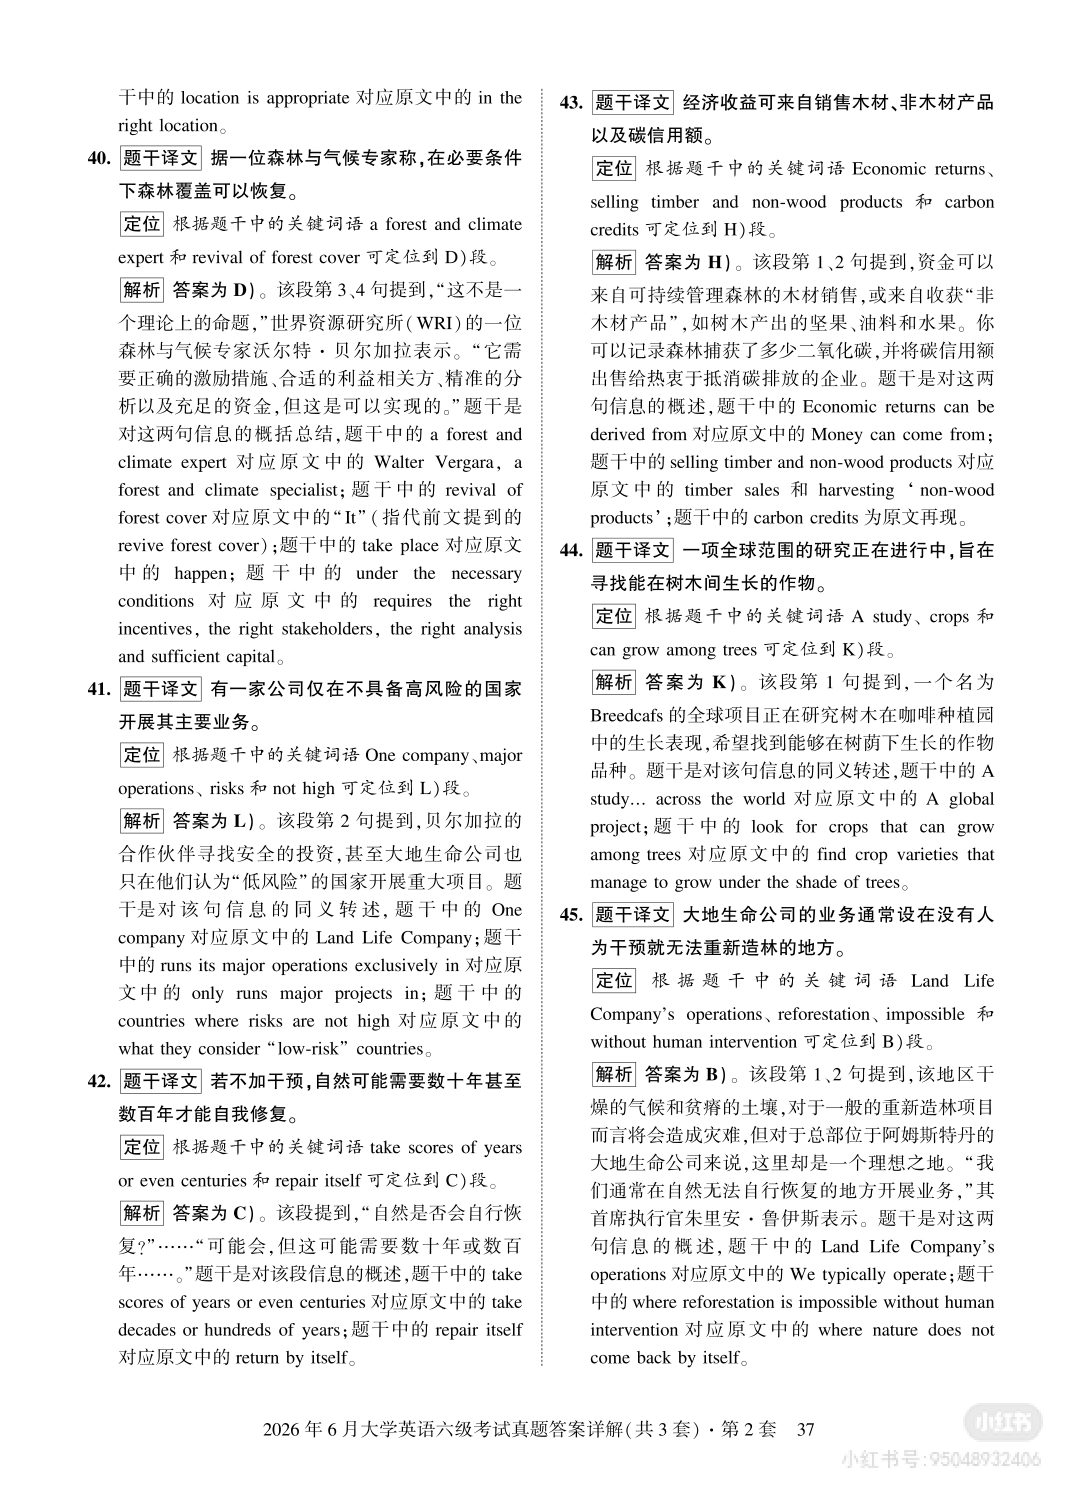 干中的 location is appropriate 对应原文中的 in the
right location。
40. 题干译文 据一位森林与气候专家称,在必要条件
下森林覆盖可以恢复。
定位 根据题干中的关键词语 a forest and climate
expert 和 revival of forest cover 可定位到 D)段。
解析 答案为 D)。该段第 3、4 句提到,“这不是一
个理论上的命题,”世界资源研究所(WRI)的一位
森林与气候专家沃尔特·贝尔加拉表示。“它需
要正确的激励措施、合适的利益相关方、精准的分
析以及充足的资金,但这是可以实现的。”题干是
对这两句信息的概括总结,题干中的 a forest and
climate expert 对应原文中的 Walter Vergara, a
forest and climate specialist;题干中的 revival of
forest cover 对应原文中的“It”(指代前文提到的
revive forest cover);题干中的 take place 对应原文
中的 happen;题干中的 under the necessary
conditions 对应原文中的 requires the right
incentives, the right stakeholders, the right analysis
and sufficient capital。
41. 题干译文 有一家公司仅在不具备高风险的国家
开展其主要业务。
定位 根据题干中的关键词语 One company、major
operations、risks 和 not high 可定位到 L)段。
解析 答案为 L)。该段第 2 句提到,贝尔加拉的
合作伙伴寻找安全的投资,甚至大地生命公司也
只在他们认为“低风险”的国家开展重大项目。题
干是对该句信息的同义转述,题干中的 One
company 对应原文中的 Land Life Company;题干
中的 runs its major operations exclusively in 对应原
文中的 only runs major projects in;题干中的
countries where risks are not high 对应原文中的
what they consider “low-risk” countries。
42. 题干译文 若不加干预,自然可能需要数十年甚至
数百年才能自我修复。
定位 根据题干中的关键词语 take scores of years
or even centuries 和 repair itself 可定位到 C)段。
解析 答案为 C)。该段提到,“自然是否会自行恢
复?”……“可能会,但这可能需要数十年或数百
年……。”题干是对该段信息的概述,题干中的 take
scores of years or even centuries 对应原文中的 take
decades or hundreds of years;题干中的 repair itself
对应原文中的 return by itself。
43. 题干译文 经济收益可来自销售木材、非木材产品
以及碳信用额。
定位 根据题干中的关键词语 Economic returns、
selling timber and non-wood products 和 carbon
credits 可定位到 H)段。
解析 答案为 H)。该段第 1、2 句提到,资金可以
来自可持续管理森林的木材销售,或来自收获“非
木材产品”,如树木产出的坚果、油料和水果。你
可以记录森林捕获了多少二氧化碳,并将碳信用额
出售给热衷于抵消碳排放的企业。题干是对这两
句信息的概述,题干中的 Economic returns can be
derived from 对应原文中的 Money can come from;
题干中的 selling timber and non-wood products 对应
原文中的 timber sales 和 harvesting ‘non-wood
products’;题干中的 carbon credits 为原文再现。
44. 题干译文 一项全球范围的研究正在进行中,旨在
寻找能在树木间生长的作物。
定位 根据题干中的关键词语 A study、crops 和
can grow among trees 可定位到 K)段。
解析 答案为 K)。该段第 1 句提到,一个名为
Breedcafs 的全球项目正在研究树木在咖啡种植园
中的生长表现,希望找到能够在树荫下生长的作物
品种。题干是对该句信息的同义转述,题干中的 A
study… across the world 对应原文中的 A global
project;题干中的 look for crops that can grow
among trees 对应原文中的 find crop varieties that
manage to grow under the shade of trees。
45. 题干译文 大地生命公司的业务通常设在没有人
为干预就无法重新造林的地方。
定位 根据题干中的关键词语 Land Life
Company’s operations、reforestation、impossible 和
without human intervention 可定位到 B)段。
解析 答案为 B)。该段第 1、2 句提到,该地区干
燥的气候和贫瘠的土壤,对于一般的重新造林项目
而言将会造成灾难,但对于总部位于阿姆斯特丹的
大地生命公司来说,这里却是一个理想之地。“我
们通常在自然无法自行恢复的地方开展业务,”其
首席执行官朱里安·鲁伊斯表示。题干是对这两
句信息的概述,题干中的 Land Life Company’s
operations 对应原文中的 We typically operate;题干
中的 where reforestation is impossible without human
intervention 对应原文中的 where nature does not
come back by itself。
2026 年 6 月大学英语六级考试真题答案详解(共 3 套)·第 2 套 37
小红书
小红书号:95048932406